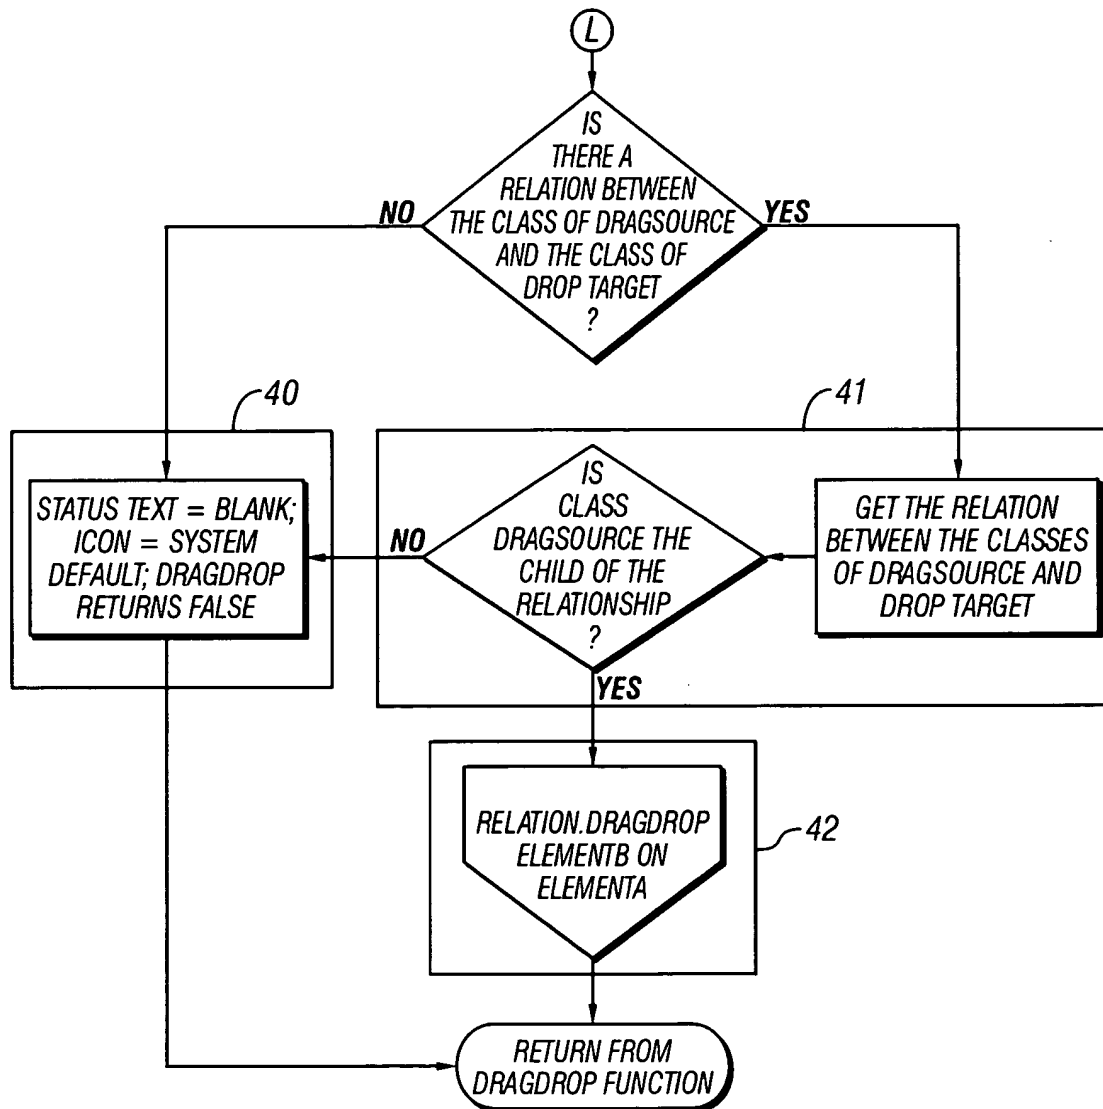 L
IS
THERE A
RELATION BETWEEN
THE CLASS OF DRAGSOURCE
AND THE CLASS OF
DROP TARGET
?
NO
YES
40
41
STATUS TEXT = BLANK;
ICON = SYSTEM
DEFAULT; DRAGDROP
RETURNS FALSE
NO
IS
CLASS
DRAGSOURCE THE
CHILD OF THE
RELATIONSHIP
?
YES
GET THE RELATION
BETWEEN THE CLASSES
OF DRAGSOURCE AND
DROP TARGET
RELATION.DRAGDROP
ELEMENTB ON
ELEMENTA
42
RETURN FROM
DRAGDROP FUNCTION